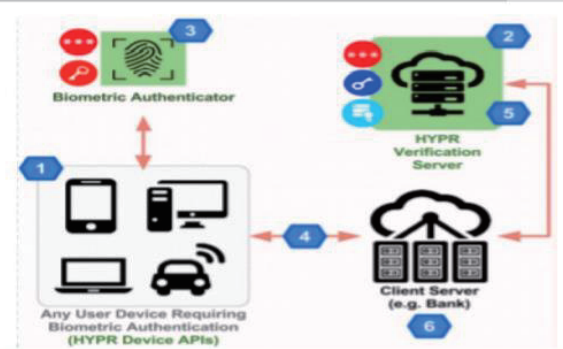 3
2
Biometric Authenticator
5
HYPR
Verification
Server
1
4
Client Server
(e.g. Bank)
6
Any User Device Requiring
Biometric Authentication
(HYPR Device APIs)